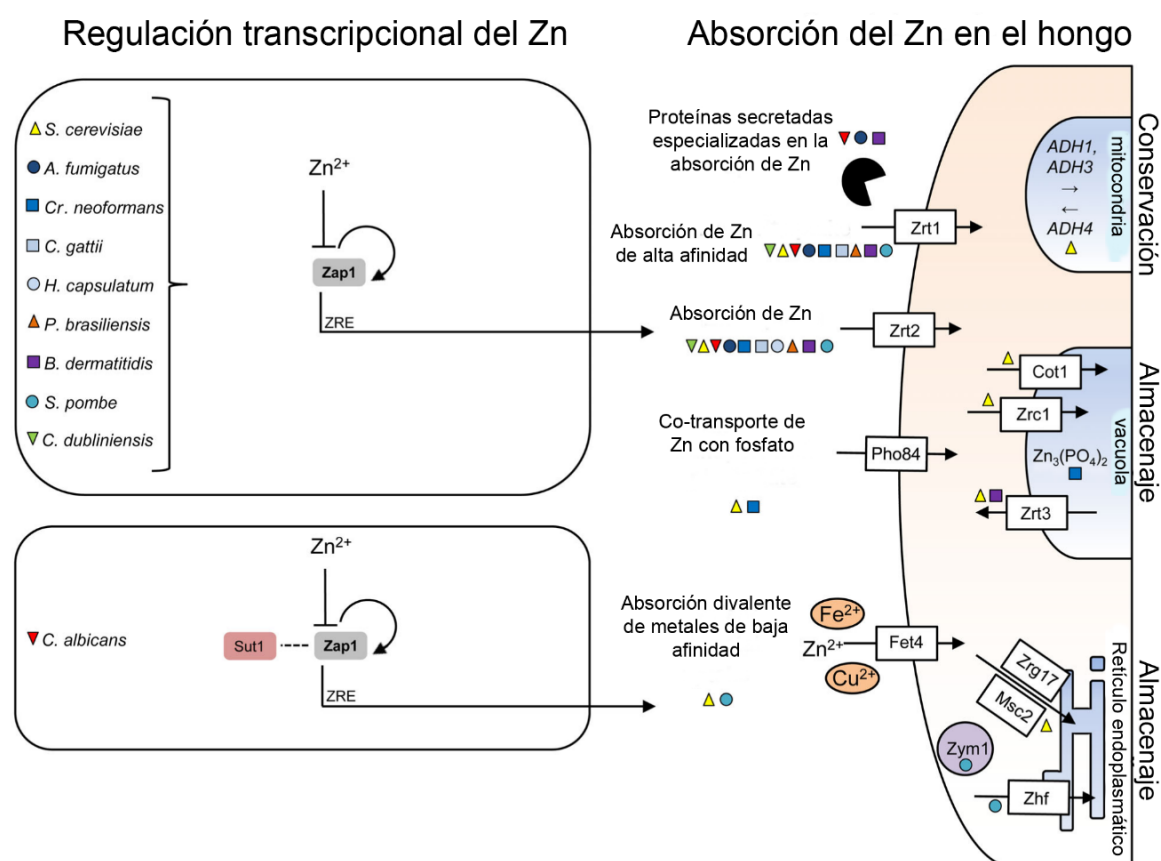 Regulación transcripcional del Zn
Absorción del Zn en el hongo
S. cerevisiae
A. fumigatus
Cr. neoformans
C. gattii
H. capsulatum
P. brasiliensis
B. dermatitidis
S. pombe
C. dubliniensis
Zn²⁺
Zap1
ZRE
C. albicans
Zn²⁺
Sut1
Zap1
ZRE
Proteínas secretadas
especializadas en la
absorción de Zn
Absorción de Zn
de alta afinidad
Zrt1
Absorción de Zn
Zrt2
Co-transporte de
Zn con fosfato
Pho84
Absorción divalente
de metales de baja
afinidad
Fe²⁺
Zn²⁺
Cu²⁺
Fet4
ADH1,
ADH3
→
←
ADH4
mitocondria
Conservación
Cot1
Zrc1
Zn₃(PO₄)₂
Zrt3
vacuola
Almacenaje
Zrg17
Msc2
Zym1
Zhf
Retículo endoplasmático
Almacenaje